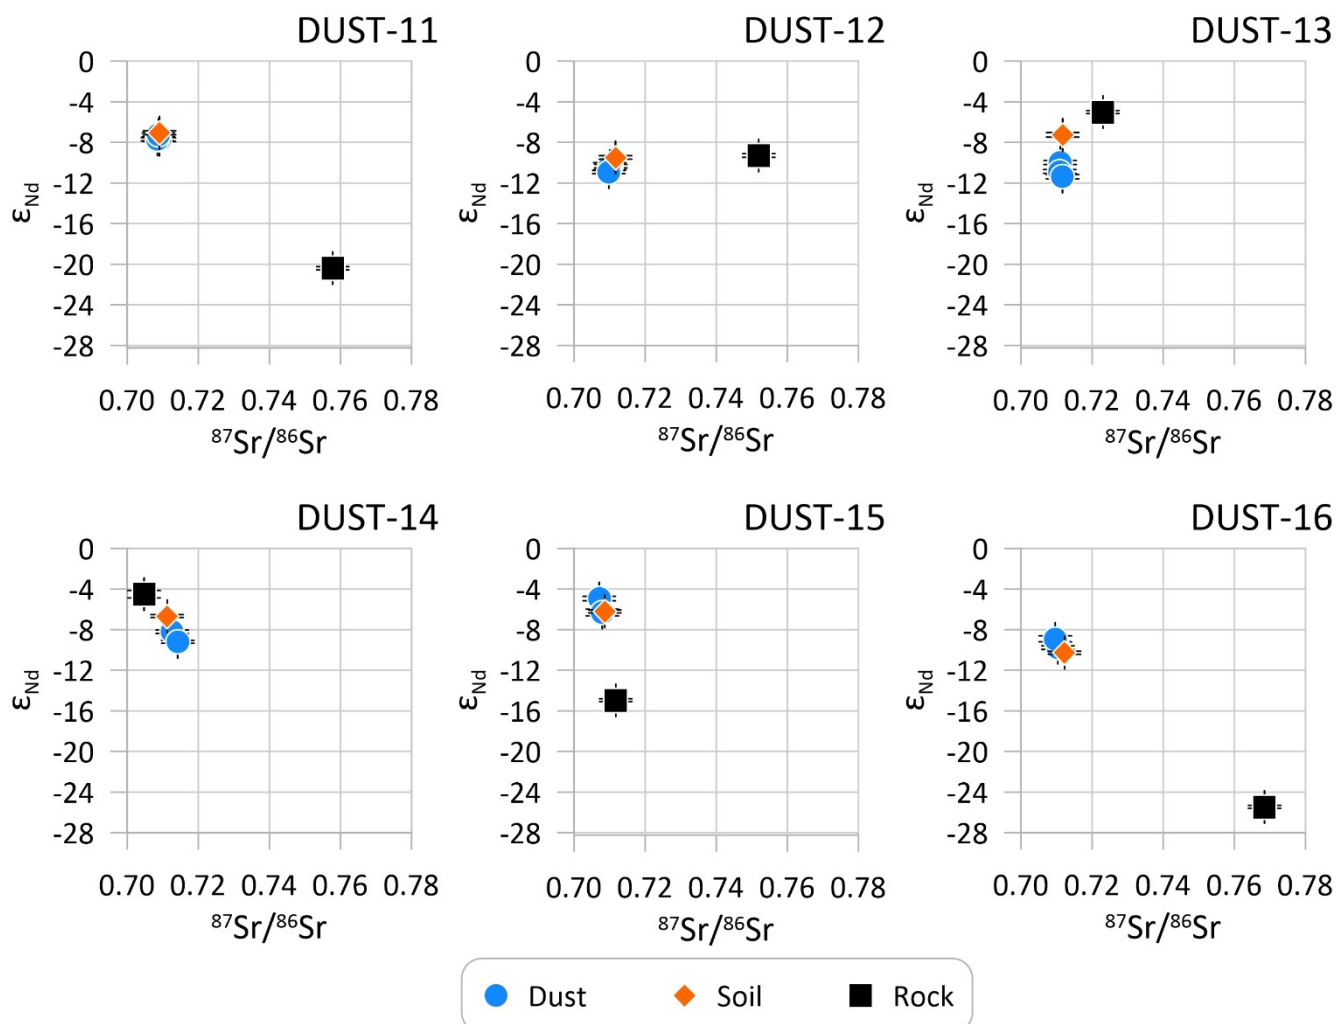 DUST-11
0
-4
-8
-12
-16
-20
-24
-28
εNd
0.70 0.72 0.74 0.76 0.78
⁸⁷Sr/⁸⁶Sr
DUST-12
0
-4
-8
-12
-16
-20
-24
-28
εNd
0.70 0.72 0.74 0.76 0.78
⁸⁷Sr/⁸⁶Sr
DUST-13
0
-4
-8
-12
-16
-20
-24
-28
εNd
0.70 0.72 0.74 0.76 0.78
⁸⁷Sr/⁸⁶Sr
DUST-14
0
-4
-8
-12
-16
-20
-24
-28
εNd
0.70 0.72 0.74 0.76 0.78
⁸⁷Sr/⁸⁶Sr
DUST-15
0
-4
-8
-12
-16
-20
-24
-28
εNd
0.70 0.72 0.74 0.76 0.78
⁸⁷Sr/⁸⁶Sr
DUST-16
0
-4
-8
-12
-16
-20
-24
-28
εNd
0.70 0.72 0.74 0.76 0.78
⁸⁷Sr/⁸⁶Sr
Dust Soil Rock